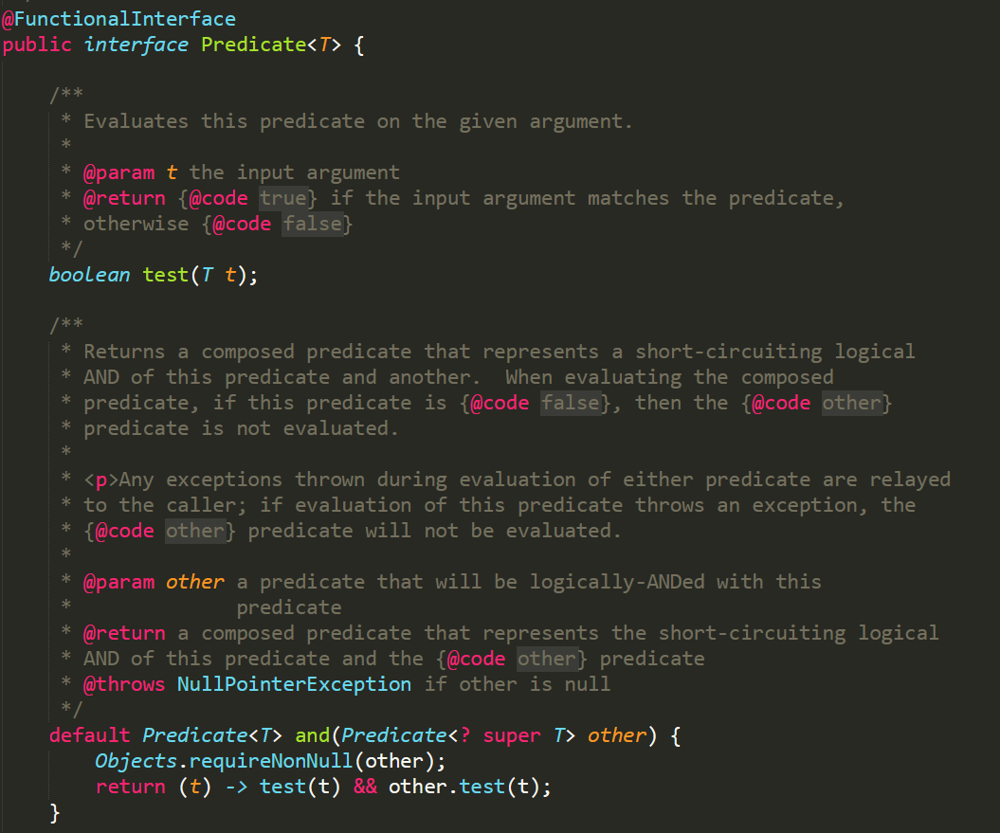 @FunctionalInterface
public interface Predicate<T> {
/**
* Evaluates this predicate on the given argument.
*
* @param t the input argument
* @return {@code true} if the input argument matches the predicate,
* otherwise {@code false}
*/
boolean test(T t);
/**
* Returns a composed predicate that represents a short-circuiting logical
* AND of this predicate and another.  When evaluating the composed
* predicate, if this predicate is {@code false}, then the {@code other}
* predicate is not evaluated.
*
* <p>Any exceptions thrown during evaluation of either predicate are relayed
* to the caller; if evaluation of this predicate throws an exception, the
* {@code other} predicate will not be evaluated.
*
* @param other a predicate that will be logically-ANDed with this
*              predicate
* @return a composed predicate that represents the short-circuiting logical
* AND of this predicate and the {@code other} predicate
* @throws NullPointerException if other is null
*/
default Predicate<T> and(Predicate<? super T> other) {
Objects.requireNonNull(other);
return (t) -> test(t) && other.test(t);
}